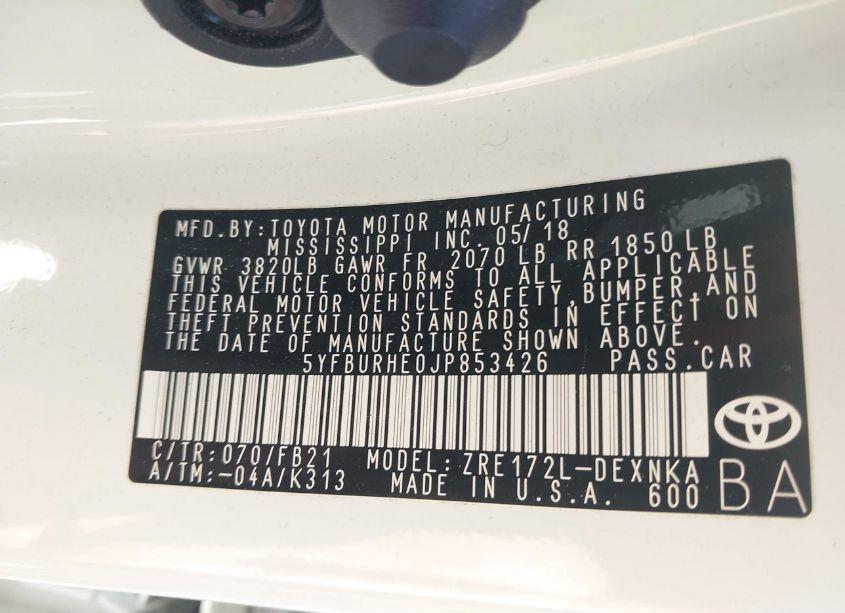 MFD.BY:TOYOTA MOTOR MANUFACTURING
MISSISSIPPI INC. 05/18
GVWR 3820LB GAWR FR 2070 LB RR 1850 LB
THIS VEHICLE CONFORMS TO ALL APPLICABLE
FEDERAL MOTOR VEHICLE SAFETY,BUMPER,AND
THEFT PREVENTION STANDARDS IN EFFECT ON
THE DATE OF MANUFACTURE SHOWN ABOVE.
5YFBURHE0JP853426 PASS.CAR
C/TR:070/FB21 MODEL:ZRE172L-DEXNKA
A/TM:-04A/K313 MADE IN U.S.A. 600 BA